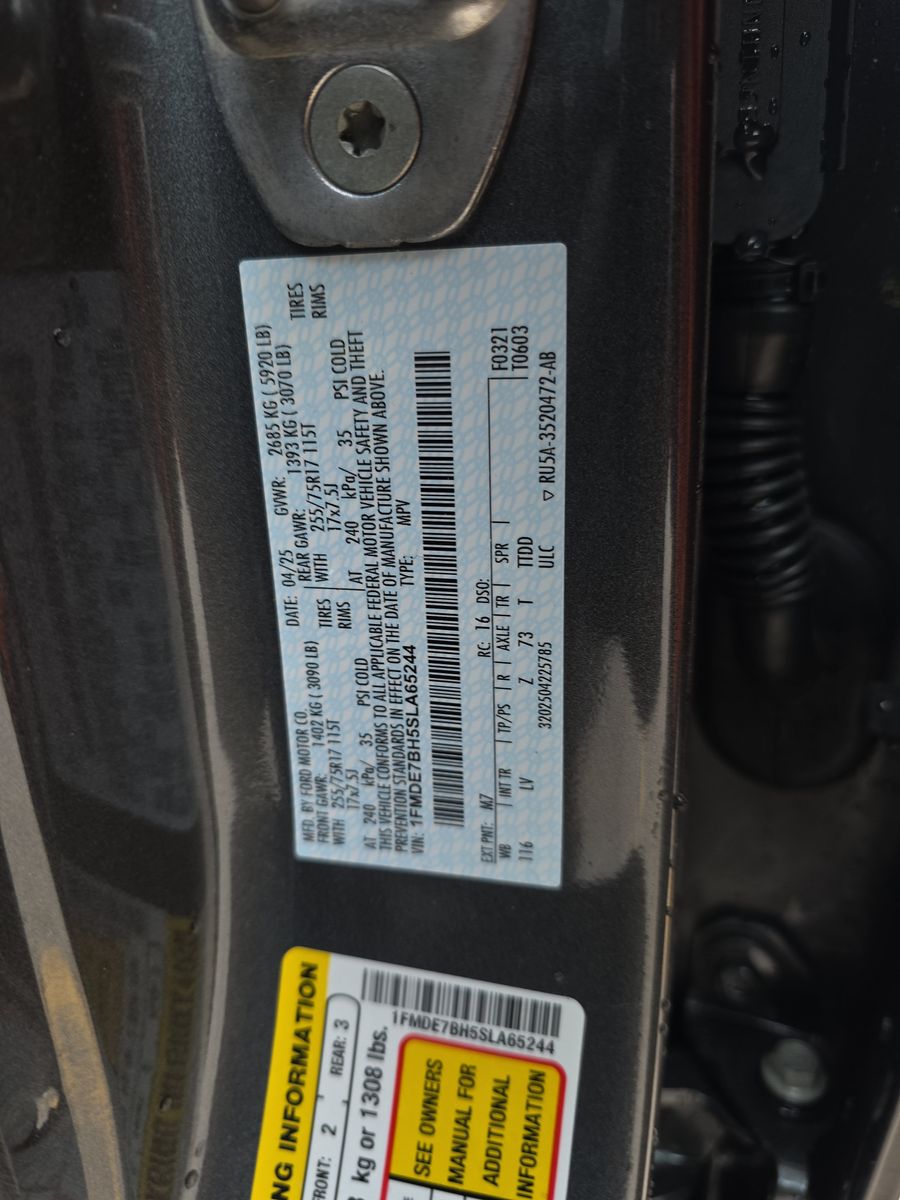 MFD. BY FORD MOTOR CO.
DATE: 04/25 GVWR: 2685 KG ( 5920 LB)
FRONT GAWR: 1402 KG ( 3090 LB)
REAR GAWR: 1393 KG ( 3070 LB)
WITH 255/75R17 115T TIRES
WITH 255/75R17 115T TIRES
17x7.5J RIMS
17x7.5J RIMS
AT 240 kPa/ 35 PSI COLD
AT 240 kPa/ 35 PSI COLD
THIS VEHICLE CONFORMS TO ALL APPLICABLE FEDERAL MOTOR VEHICLE SAFETY AND THEFT
PREVENTION STANDARDS IN EFFECT ON THE DATE OF MANUFACTURE SHOWN ABOVE.
VIN: 1FMDE7BH5SLA65244 TYPE: MPV
EXT PNT: M7 RC: 16 DSO: F0321
WB INT TR TP/PS R AXLE TR SPR T0603
116 LV Z 73 T TTDD
3202504225785 ULC ▽ RU5A-3520472-AB
NG INFORMATION
FRONT: 2 REAR: 3
kg or 1308 lbs.
1FMDE7BH5SLA65244
SEE OWNERS
MANUAL FOR
ADDITIONAL
INFORMATION